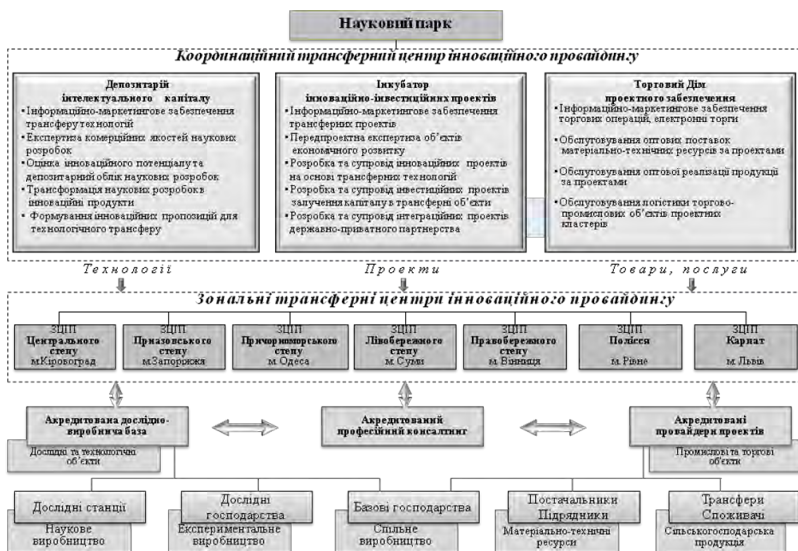 Науковий парк
Координаційний трансферний центр інноваційного провайдингу
Депозитарій
інтелектуального капіталу
•Інформаційно-маркетингове забезпечення
трансферу технологій
•Експертиза комерційних якостей наукових
розробок
•Оцінка інноваційного потенціалу та
депозитарний облік наукових розробок
•Трансформація наукових розробок в
інноваційні продукти
• Формування інноваційних пропозицій для
технологічного трансферу
Інкубатор
інноваційно-інвестиційних проектів
•Інформаційно-маркетингове забезпечення
трансферних проектів
•Передпроектна експертиза об'єктів
економічного розвитку
•Розробка та супровід інноваційних проектів
на основі трансферних технологій
•Розробка та супровід інвестиційних проектів
залучення капіталу в трансферні об'єкти
•Розробка та супровід інтеграційних проектів
державно-приватного партнерства
Торговий Дім
проектного забезпечення
•Інформаційно-маркетингове забезпечення
торгових операцій, електронні торги
•Обслуговування оптових поставок
матеріально-технічних ресурсів за проектами
•Обслуговування оптової реалізації продукції
за проектами
•Обслуговування логістики торгово-
промислових об'єктів проектних
кластерів
Технології
Проекти
Товари, послуги
Зональні трансферні центри інноваційного провайдингу
ЗЦІП
Центрального
степу
м.Кіровоград
ЗЦІП
Приазовського
степу
м.Запоріжжя
ЗЦІП
Причорноморського
степу
м. Одеса
ЗЦІП
Лівобережного
степу
м. Суми
ЗЦІП
Правобережного
степу
м. Вінниця
ЗЦІП
Полісся
м. Рівне
ЗЦІП
Карпат
м. Львів
Акредитована дослідно-
виробнича база
Дослідні та технологічні
об'єкти
Акредитований
професійний консалтинг
Акредитовані
провайдери проектів
Промислові та торгові
об'єкти
Дослідні станції
Наукове
виробництво
Дослідні
господарства
Експериментальне
виробництво
Базові господарства
Спільне
виробництво
Постачальники
Підрядники
Матеріально-технічні
ресурси
Трансфери
Споживачі
Сільськогосподарська
продукція